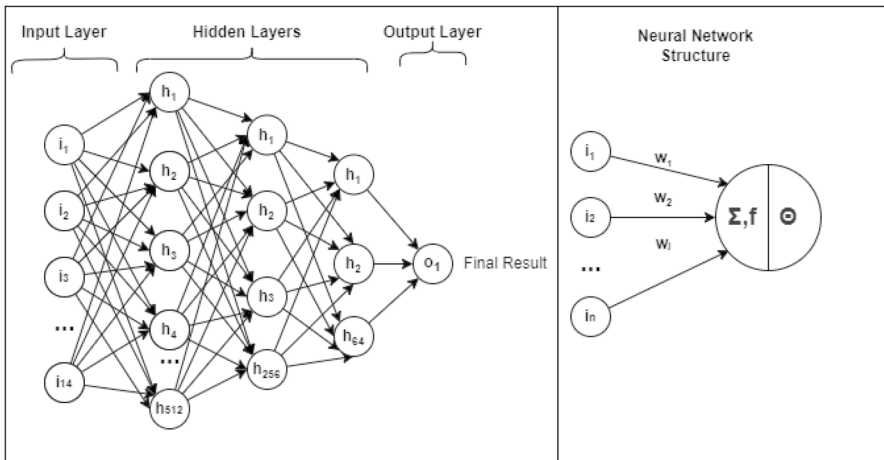 Input Layer
Hidden Layers
Output Layer
i1
i2
i3
...
i14
h1
h2
h3
h4
...
h512
h1
h2
h3
h256
h1
h2
h64
o1
Final Result
Neural Network
Structure
i1
i2
...
in
w1
w2
wj
Σ,f
Θ